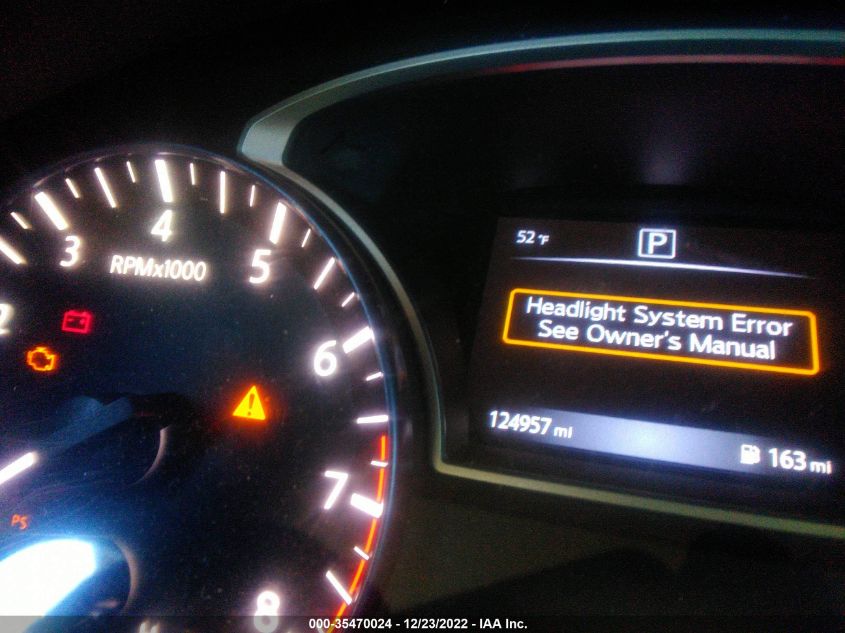 52 °F
P
4
3
5
RPMx1000
Headlight System Error
See Owner's Manual
2
6
124957 mi
163 mi
7
PS
8
000-35470024 - 12/23/2022 - IAA Inc.